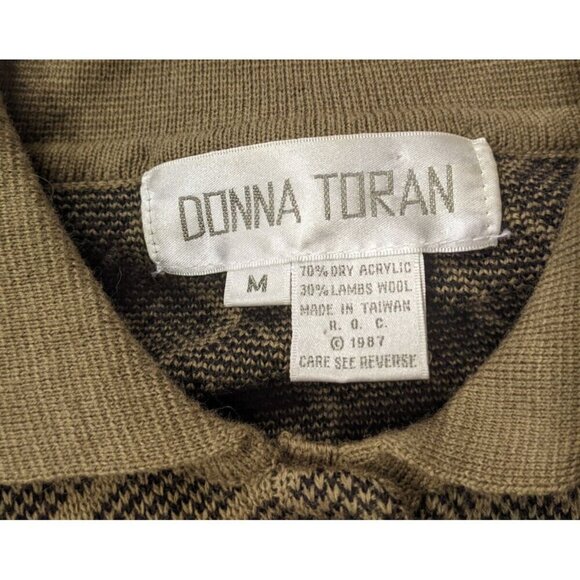 DONNA TORAN
M
70% DRY ACRYLIC
30% LAMBS WOOL
MADE IN TAIWAN
R. O. C.
© 1987
CARE SEE REVERSE